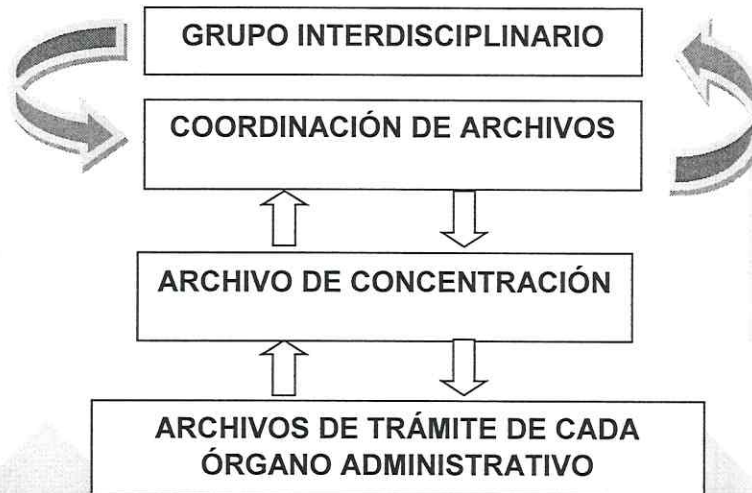 GRUPO INTERDISCIPLINARIO
COORDINACIÓN DE ARCHIVOS
ARCHIVO DE CONCENTRACIÓN
ARCHIVOS DE TRÁMITE DE CADA
ÓRGANO ADMINISTRATIVO